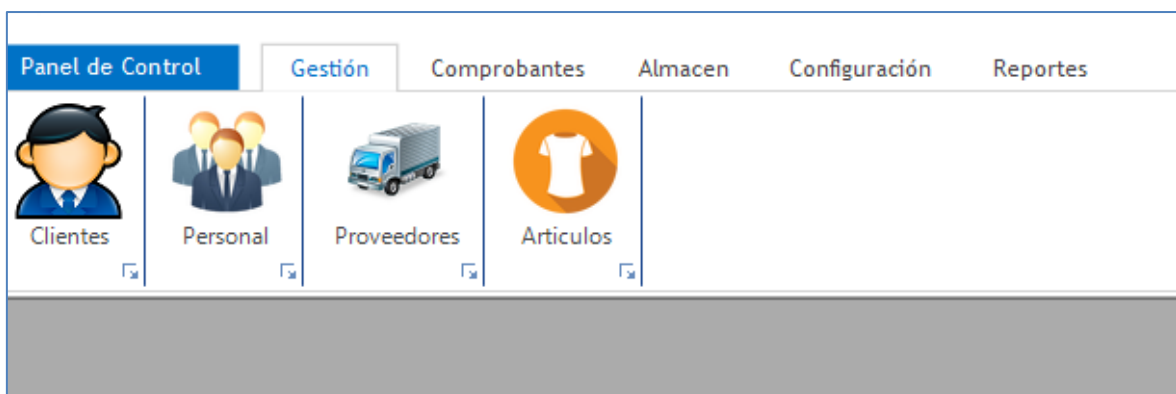 Panel de Control Gestión Comprobantes Almacen Configuración Reportes
Clientes Personal Proveedores Articulos